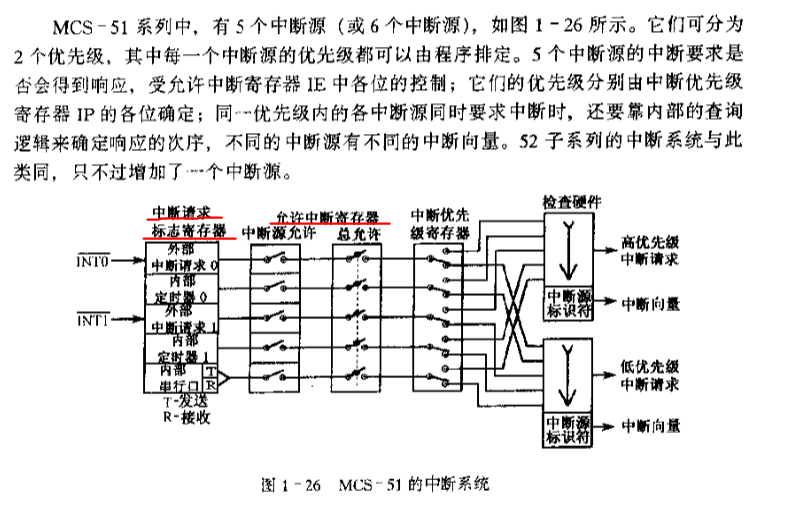 MCS-51 系列中，有 5 个中断源（或 6 个中断源），如图 1-26 所示。它们可分为
2 个优先级，其中每一个中断源的优先级都可以由程序排定。5 个中断源的中断要求是
否会得到响应，受允许中断寄存器 IE 中各位的控制；它们的优先级分别由中断优先级
寄存器 IP 的各位确定；同一优先级内的各中断源同时要求中断时，还要靠内部的查询
逻辑来确定响应的次序，不同的中断源有不同的中断向量。52 子系列的中断系统与此
类同，只不过增加了一个中断源。
中断请求
标志寄存器
允许中断寄存器
中断源允许
总允许
中断优先
级寄存器
检查硬件
INT0
外部
中断请求 0
内部
定时器 0
INT1
外部
中断请求 1
内部
定时器 1
内部
串行口
T
R
T-发送
R-接收
高优先级
中断请求
中断源
标识符
中断向量
低优先级
中断请求
中断源
标识符
中断向量
图 1-26 MCS-51 的中断系统